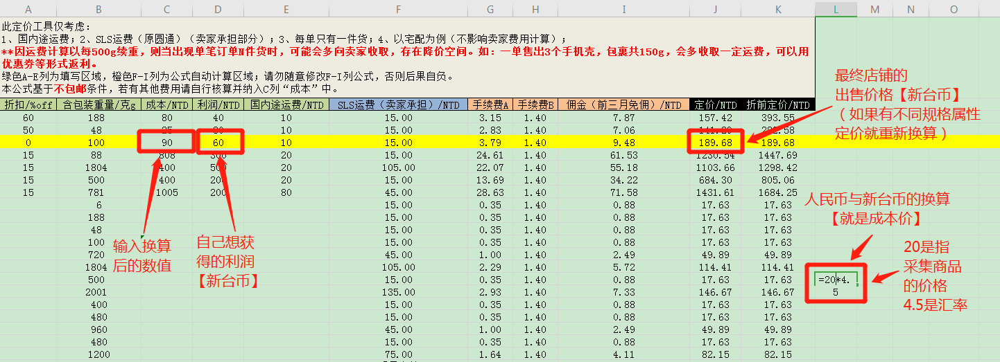 A B C D E F G H I J K L M N O
此定价工具仅考虑：
1、国内途运费；2、SLS运费（原圆通）（卖家承担部分）；3、每单只有一件货；4、以宅配为例（不影响卖家费用计算）；
**因运费计算以每500g续重，则当出现单笔订单N件货时，可能会多向卖家收取，存在降价空间。如：一单售出3个手机壳，包裹共150g，会多收取一定运费，可以用
优惠券等形式返利。
绿色A-E列为填写区域，橙色F-I列为公式自动计算区域；请勿随意修改F-I列公式，否则后果自负。
本公式基于不包邮条件，若有其他费用请自行核算并纳入C列“成本”中。
折扣/%off 含包装重量/克g 成本/NTD 利润/NTD 国内途运费/NTD SLS运费（卖家承担）/NTD 手续费A 手续费B 佣金（前三月免佣）/NTD 定价/NTD 折前定价/NTD
60 188 80 40 10 15.00 3.15 1.40 7.87 157.42 393.55
50 48 10 15.00 2.83 1.40 7.06
0 100 90 60 10 15.00 3.79 1.40 9.48 189.68 189.68
15 88 808 300 20 15.00 24.61 1.40 61.53 1230.54 1447.69
15 1804 400 500 20 105.00 22.07 1.40 55.18 1103.66 1298.42
15 500 400 200 20 15.00 13.69 1.40 34.22 684.30 805.06
15 781 1005 200 80 45.00 28.63 1.40 71.58 1431.61 1684.25
6 15.00 0.35 1.40 0.88 17.63 17.63
188 15.00 0.35 1.40 0.88 17.63 17.63
48 15.00 0.35 1.40 0.88 17.63 17.63
100 15.00 0.35 1.40 0.88 17.63 17.63
720 45.00 1.00 1.40 2.49 49.89 49.89
1804 105.00 2.29 1.40 5.72 114.41 114.41
500 15.00 0.35 1.40 0.88 17.63 17.63
2001 135.00 2.93 1.40 7.33 146.67 146.67
400 15.00 0.35 1.40 0.88 17.63 17.63
480 15.00 0.35 1.40 0.88 17.63 17.63
960 45.00 1.00 1.40 2.49 49.89 49.89
480 15.00 0.35 1.40 0.88 17.63 17.63
1200 75.00 1.64 1.40 4.11 82.15 82.15
输入换算
后的数值
自己想获
得的利润
【新台币】
最终店铺的
出售价格【新台币】
（如果有不同规格属性
定价就重新换算）
人民币与新台币的换算
【就是成本价】
=20*4.
5
20是指
采集商品
的价格
4.5是汇率